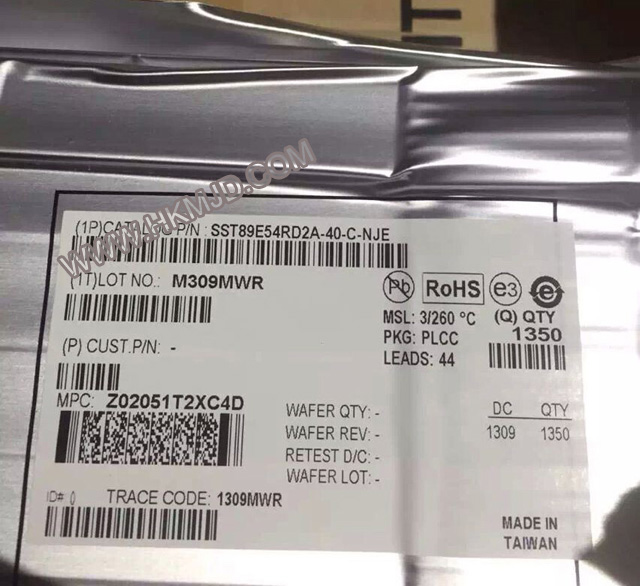 IT
WWW.HKMJD.COM
(1P)CAT P/N : SST89E54RD2A-40-C-NJE
(1T)LOT NO.: M309MWR
Pb RoHS e3 e
MSL: 3/260 °C (Q) QTY
PKG: PLCC 1350
LEADS: 44
(P) CUST.P/N: -
MPC: Z02051T2XC4D
WAFER QTY: -
WAFER REV: -
RETEST D/C: -
WAFER LOT: -
DC QTY
1309 1350
ID# () TRACE CODE: 1309MWR
MADE IN
TAIWAN